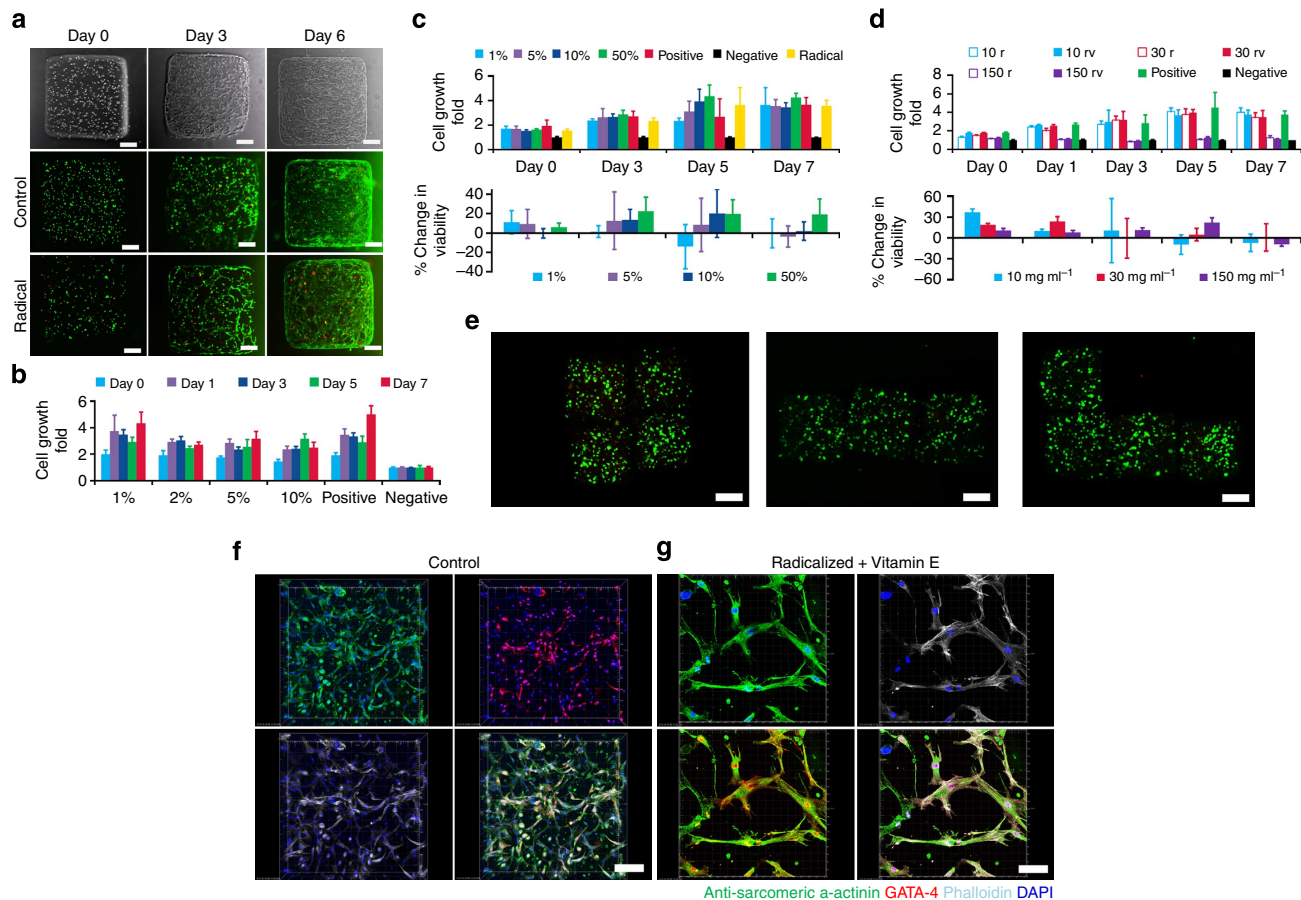 a
Day 0 Day 3 Day 6
Control
Radical
b
Day 0 Day 1 Day 3 Day 5 Day 7
Cell growth
fold
6
4
2
0
1% 2% 5% 10% Positive Negative
c
1% 5% 10% 50% Positive Negative Radical
Cell growth
fold
6
4
2
0
Day 0 Day 3 Day 5 Day 7
% Change in
viability
40
20
0
−20
−40
1% 5% 10% 50%
d
10 r 10 rv 30 r 30 rv
150 r 150 rv Positive Negative
Cell growth
fold
8
6
4
2
0
Day 0 Day 1 Day 3 Day 5 Day 7
% Change in
viability
60
30
0
−30
−60
10 mg ml⁻¹ 30 mg ml⁻¹ 150 mg ml⁻¹
e
f
Control
g
Radicalized + Vitamin E
Anti-sarcomeric a-actinin GATA-4 Phalloidin DAPI